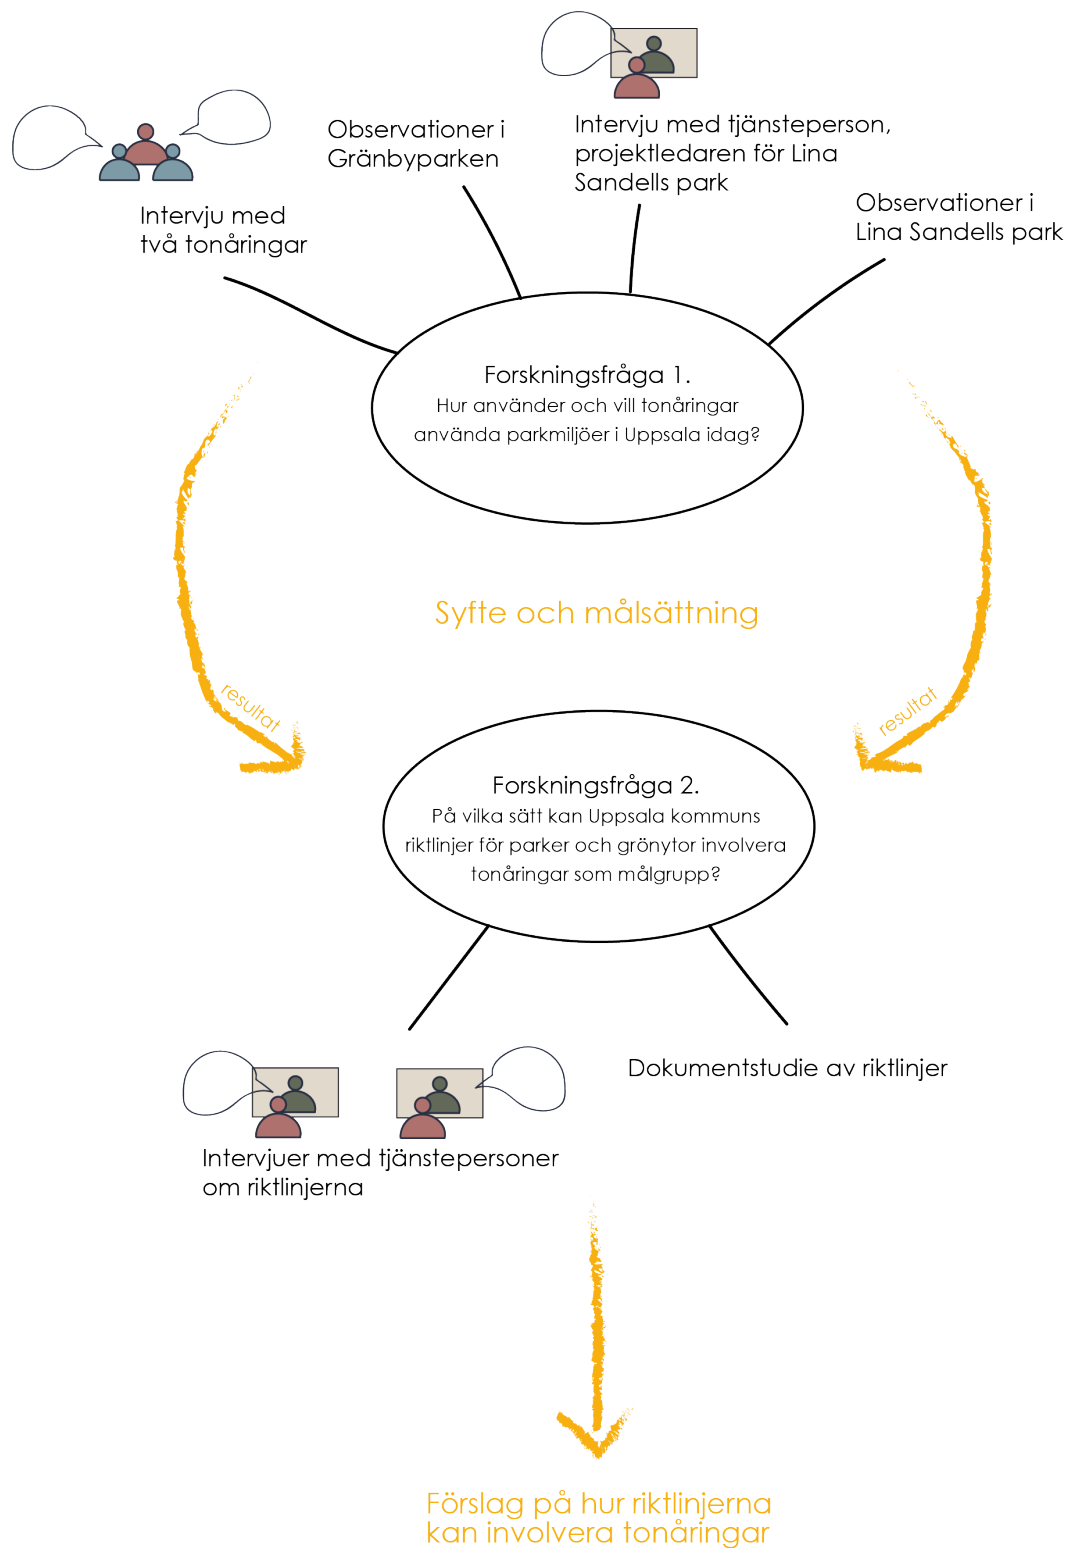 Intervju med
två tonåringar
Observationer i
Gränbyparken
Intervju med tjänsteperson,
projektledaren för Lina
Sandells park
Observationer i
Lina Sandells park
Forskningsfråga 1.
Hur använder och vill tonåringar
använda parkmiljöer i Uppsala idag?
Syfte och målsättning
resultat
resultat
Forskningsfråga 2.
På vilka sätt kan Uppsala kommuns
riktlinjer för parker och grönytor involvera
tonåringar som målgrupp?
Intervjuer med tjänstepersoner
om riktlinjerna
Dokumentstudie av riktlinjer
Förslag på hur riktlinjerna
kan involvera tonåringar